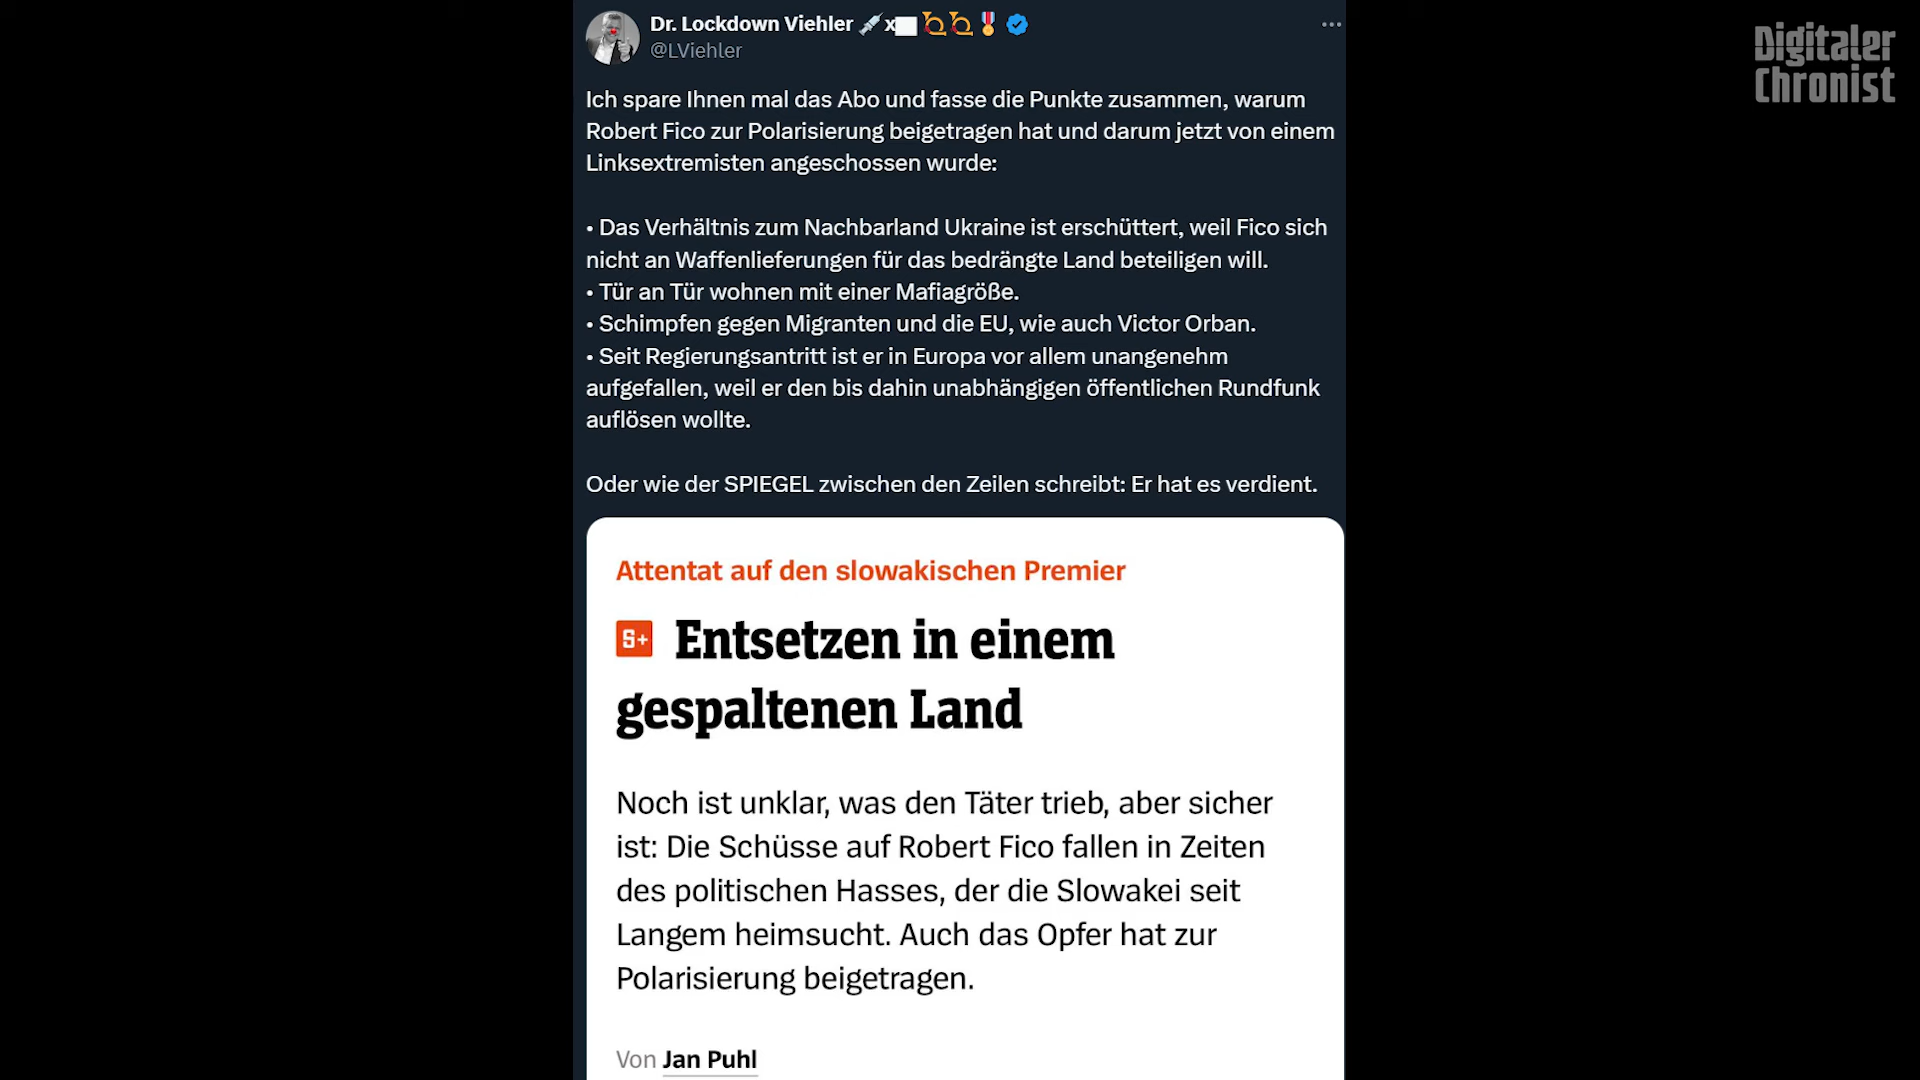 Dr. Lockdown Viehler 💉x⬜📯📯🎖️
@LViehler
Digitaler
Chronist
Ich spare Ihnen mal das Abo und fasse die Punkte zusammen, warum
Robert Fico zur Polarisierung beigetragen hat und darum jetzt von einem
Linksextremisten angeschossen wurde:
• Das Verhältnis zum Nachbarland Ukraine ist erschüttert, weil Fico sich
nicht an Waffenlieferungen für das bedrängte Land beteiligen will.
• Tür an Tür wohnen mit einer Mafiagröße.
• Schimpfen gegen Migranten und die EU, wie auch Victor Orban.
• Seit Regierungsantritt ist er in Europa vor allem unangenehm
aufgefallen, weil er den bis dahin unabhängigen öffentlichen Rundfunk
auflösen wollte.
Oder wie der SPIEGEL zwischen den Zeilen schreibt: Er hat es verdient.
Attentat auf den slowakischen Premier
S+ Entsetzen in einem
gespaltenen Land
Noch ist unklar, was den Täter trieb, aber sicher
ist: Die Schüsse auf Robert Fico fallen in Zeiten
des politischen Hasses, der die Slowakei seit
Langem heimsucht. Auch das Opfer hat zur
Polarisierung beigetragen.
Von Jan Puhl